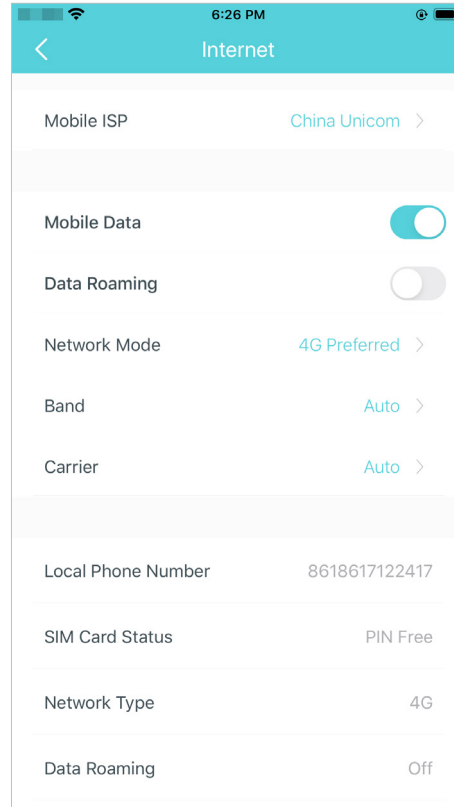 6:26 PM
Internet
Mobile ISP China Unicom
Mobile Data
Data Roaming
Network Mode 4G Preferred
Band Auto
Carrier Auto
Local Phone Number 8618617122417
SIM Card Status PIN Free
Network Type 4G
Data Roaming Off